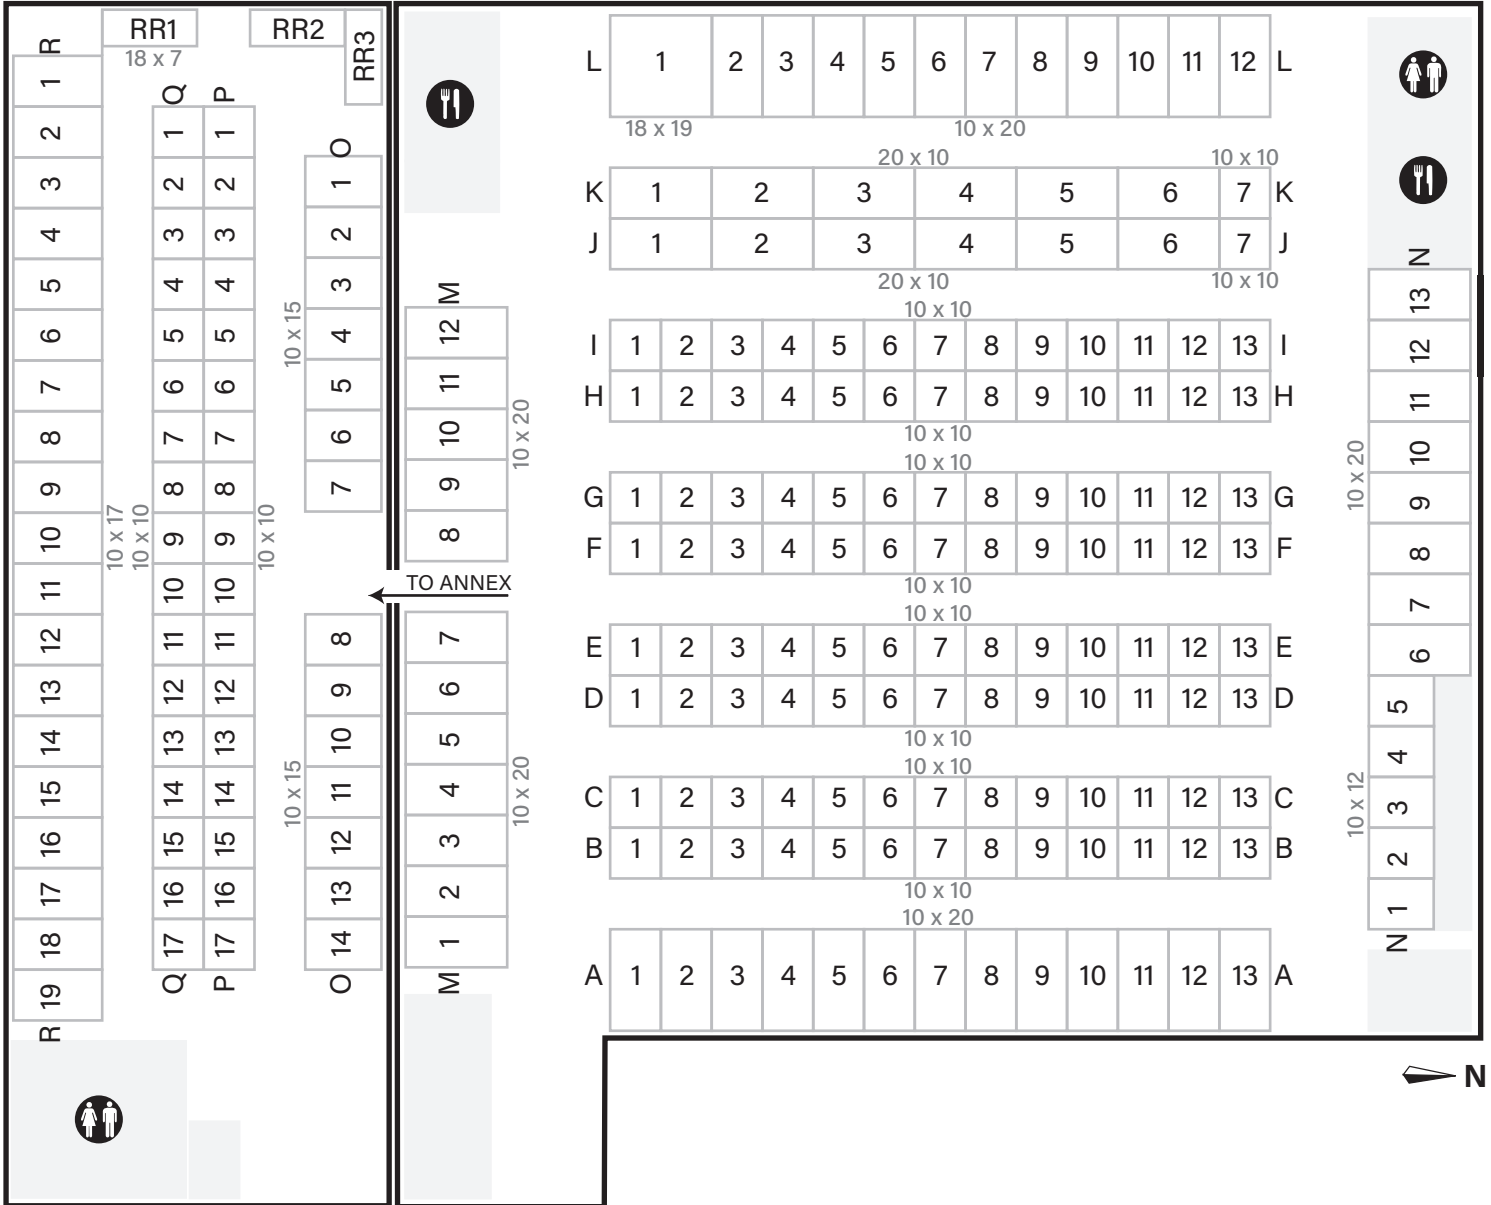 RR1
RR2
RR3
18 x 7
R
1
2
3
4
5
6
7
8
9
10
11
12
13
14
15
16
17
18
19
R
10 x 17
10 x 10
Q
1
2
3
4
5
6
7
8
9
10
11
12
13
14
15
16
17
Q
P
1
2
3
4
5
6
7
8
9
10
11
12
13
14
15
16
17
P
10 x 10
O
1
2
3
4
5
6
7
10 x 15
8
9
10
11
12
13
14
O
10 x 15
M
12
11
10
9
8
10 x 20
TO ANNEX
7
6
5
4
3
2
1
M
10 x 20
L 1 2 3 4 5 6 7 8 9 10 11 12 L
18 x 19 10 x 20
20 x 10 10 x 10
K 1 2 3 4 5 6 7 K
J 1 2 3 4 5 6 7 J
20 x 10 10 x 10
10 x 10
I 1 2 3 4 5 6 7 8 9 10 11 12 13 I
H 1 2 3 4 5 6 7 8 9 10 11 12 13 H
10 x 10
10 x 10
G 1 2 3 4 5 6 7 8 9 10 11 12 13 G
F 1 2 3 4 5 6 7 8 9 10 11 12 13 F
10 x 10
10 x 10
E 1 2 3 4 5 6 7 8 9 10 11 12 13 E
D 1 2 3 4 5 6 7 8 9 10 11 12 13 D
10 x 10
10 x 10
C 1 2 3 4 5 6 7 8 9 10 11 12 13 C
B 1 2 3 4 5 6 7 8 9 10 11 12 13 B
10 x 10
10 x 20
A 1 2 3 4 5 6 7 8 9 10 11 12 13 A
N
13
12
11
10
9
8
7
6
10 x 20
5
4
3
2
1
N
10 x 12
N